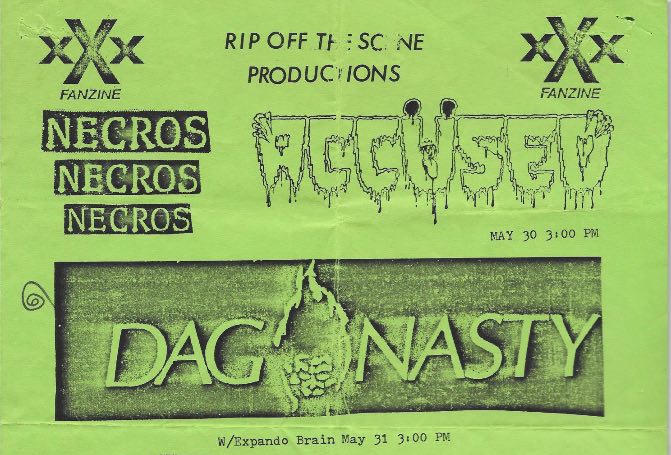 xXx
FANZINE
RIP OFF THE SCENE
PRODUCTIONS
xXx
FANZINE
NECROS
NECROS
NECROS
ACCÜSED
MAY 30 3:00 PM
DAG NASTY
W/Expando Brain May 31 3:00 PM